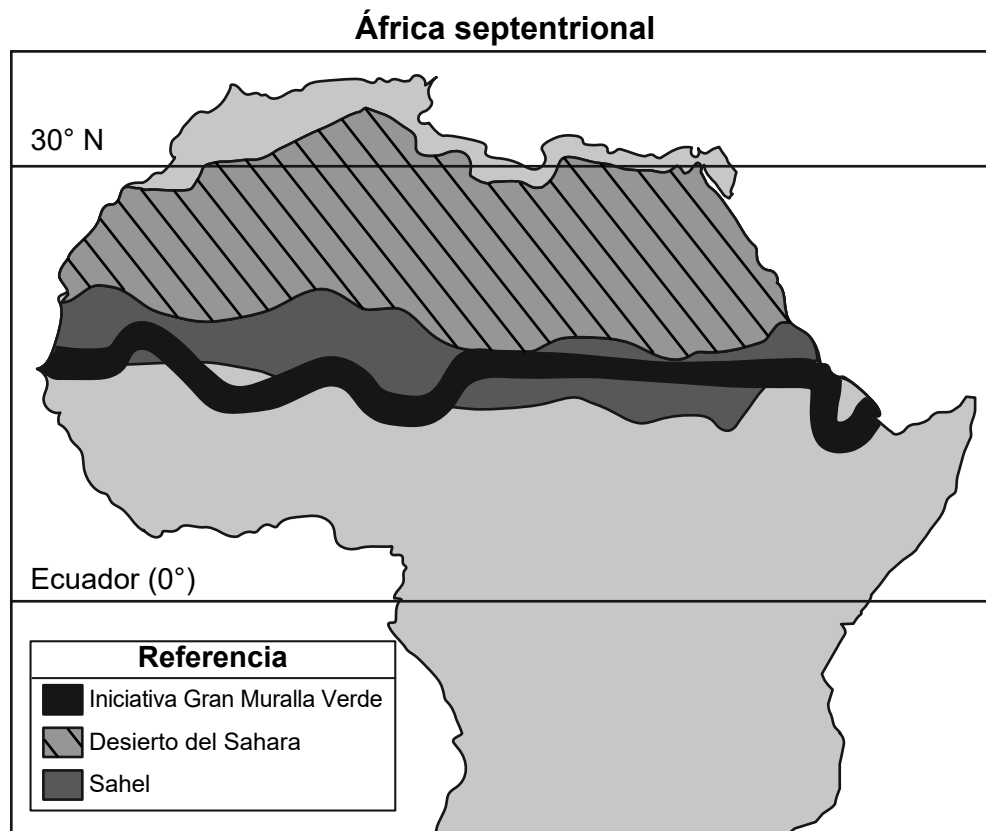 África septentrional
30° N
Ecuador (0°)
Referencia
Iniciativa Gran Muralla Verde
Desierto del Sahara
Sahel